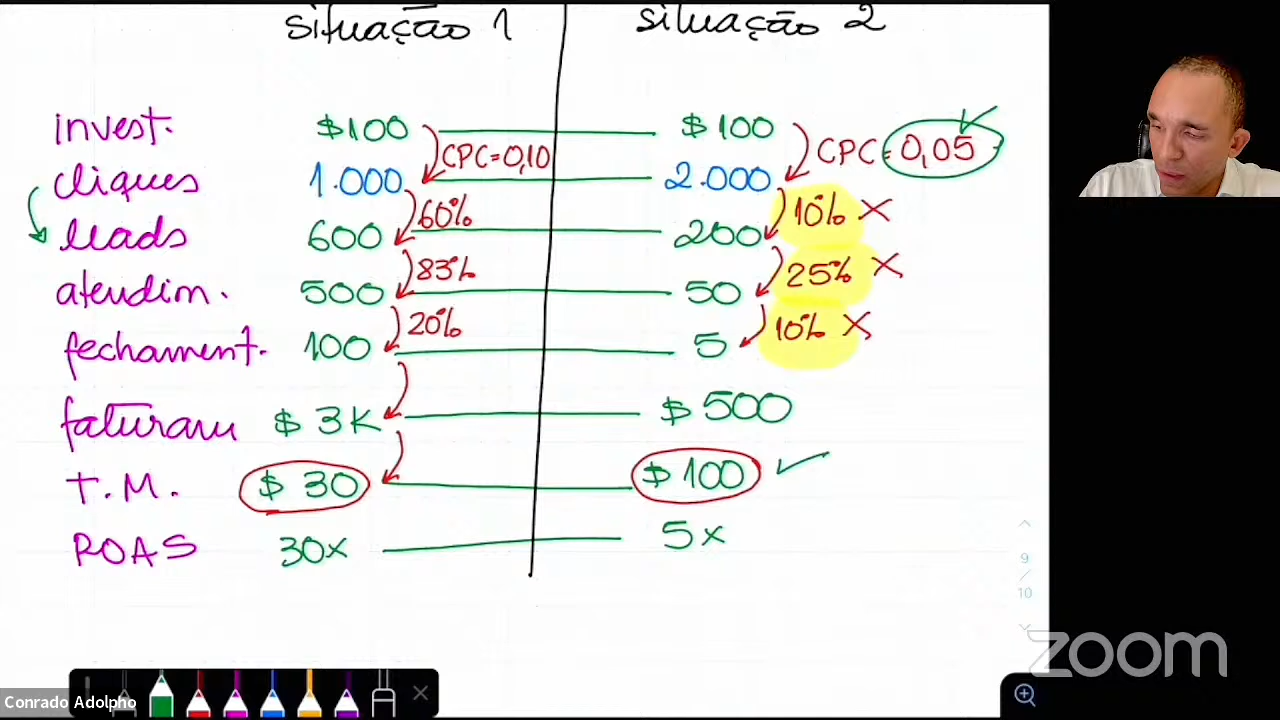 situação 1 situação 2
invest. $100 $100
CPC=0,10 CPC=0,05
cliques 1.000 2.000
60% 10% X
leads 600 200
83% 25% X
atendim. 500 50
20% 10% X
fechament. 100 5
faturam $ 3K $ 500
T.M. $ 30 $ 100
ROAS 30x 5x
9
/
10
zoom
Conrado Adolpho